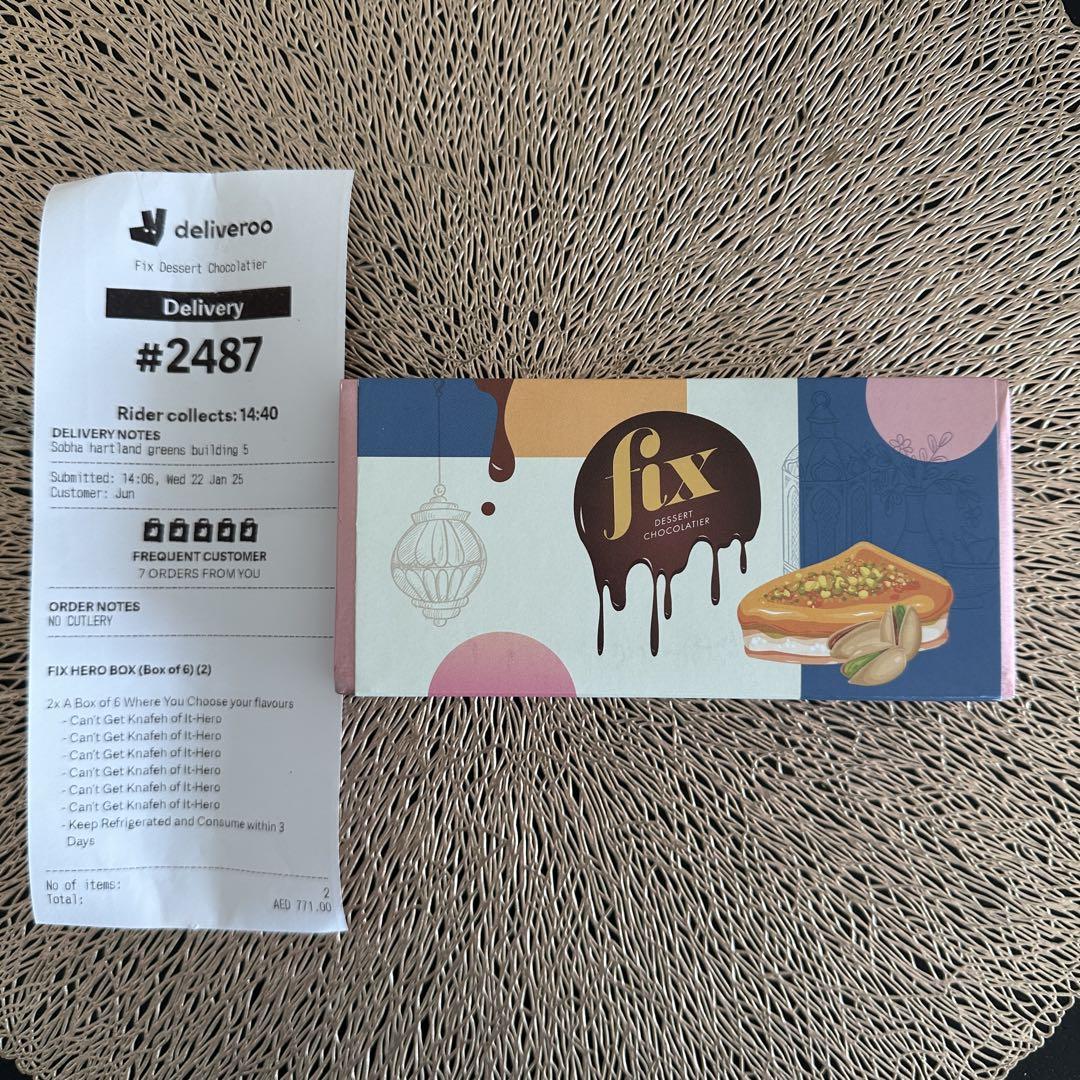 deliveroo
Fix Dessert Chocolatier
Delivery
#2487
Rider collects: 14:40
DELIVERY NOTES
Sobha hartland greens building 5
Submitted: 14:06, Wed 22 Jan 25
Customer: Jun
FREQUENT CUSTOMER
7 ORDERS FROM YOU
ORDER NOTES
NO CUTLERY
FIX HERO BOX (Box of 6) (2)
2x A Box of 6 Where You Choose your flavours
- Can't Get Knafeh of It-Hero
- Can't Get Knafeh of It-Hero
- Can't Get Knafeh of It-Hero
- Can't Get Knafeh of It-Hero
- Can't Get Knafeh of It-Hero
- Can't Get Knafeh of It-Hero
- Keep Refrigerated and Consume within 3
Days
No of items: 2
Total: AED 771.00
fix
DESSERT
CHOCOLATIER